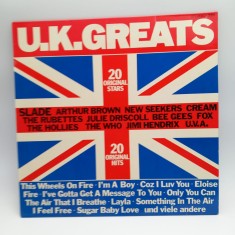 U.K.GREATS
20
ORIGINAL
STARS
SLADE ARTHUR BROWN NEW SEEKERS CREAM
THE RUBETTES JULIE DRISCOLL BEE GEES FOX
THE HOLLIES THE WHO JIMI HENDRIX U.V.A.
20
ORIGINAL
HITS
This Wheels On Fire · I'm A Boy · Coz I Luv You · Eloise
Fire · I've Gotta Get A Message To You · Only You Can
The Air That I Breathe · Layla · Something In The Air
I Feel Free · Sugar Baby Love und viele andere